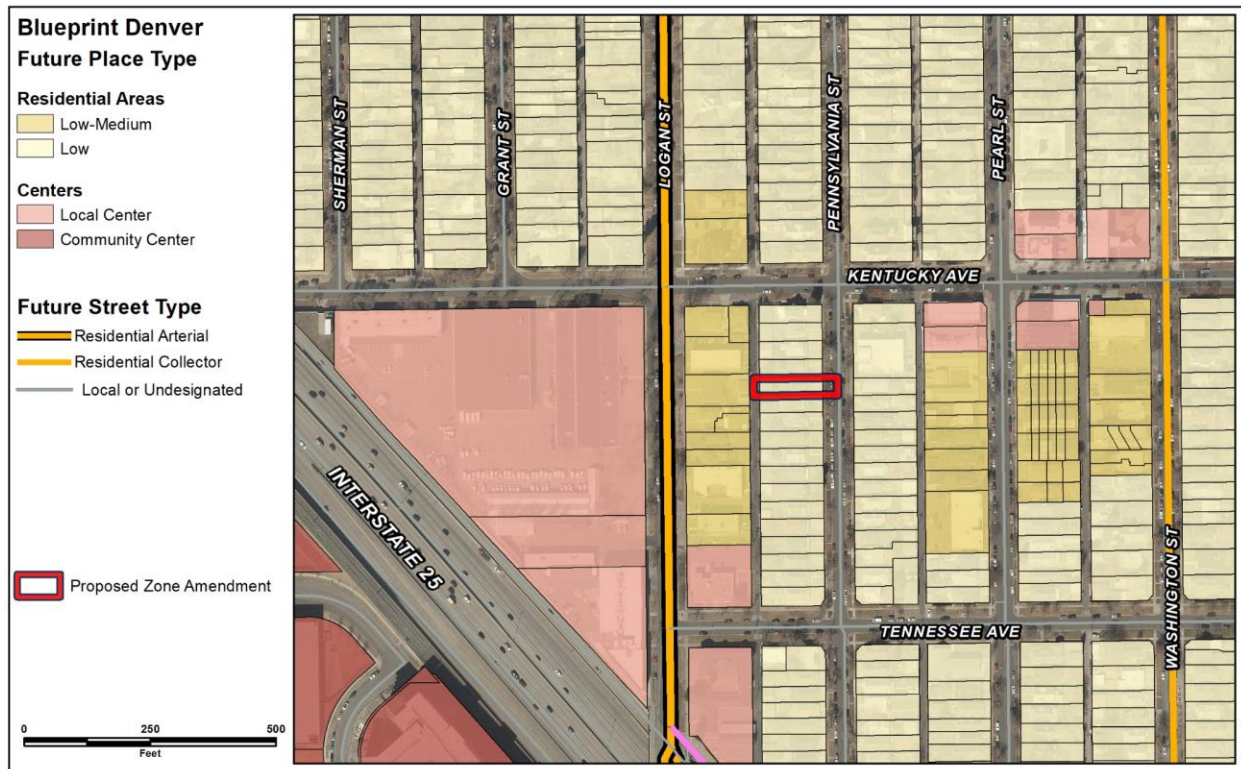 Blueprint Denver
Future Place Type
Residential Areas
Low-Medium
Low
Centers
Local Center
Community Center
Future Street Type
Residential Arterial
Residential Collector
Local or Undesignated
Proposed Zone Amendment
0 250 500
Feet
SHERMAN ST
GRANT ST
LOGAN ST
PENNSYLVANIA ST
PEARL ST
KENTUCKY AVE
INTERSTATE 25
TENNESSEE AVE
WASHINGTON ST